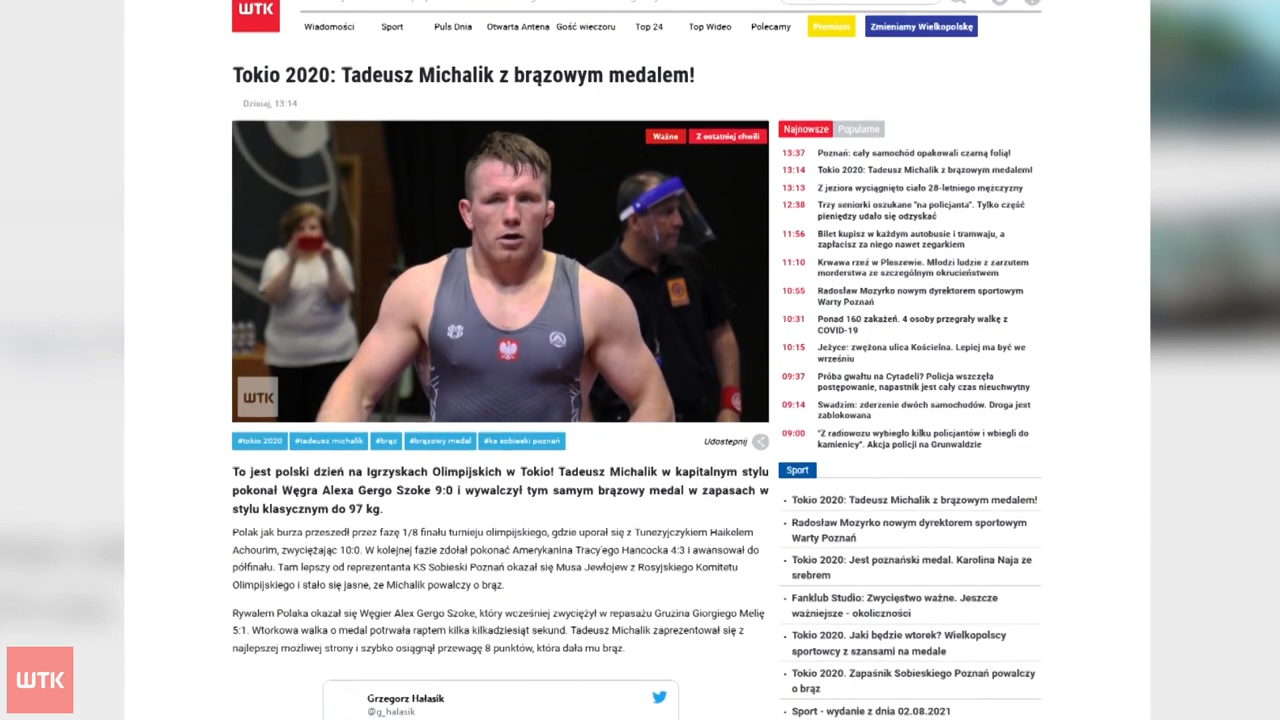 WTK
Wiadomości Sport Puls Dnia Otwarta Antena Gość wieczoru Top 24 Top Wideo Polecamy Premium Zmieniamy Wielkopolskę
Tokio 2020: Tadeusz Michalik z brązowym medalem!
Dzisiaj, 13:14
Ważne Z ostatniej chwili
WTK
#tokio 2020 #tadeusz michalik #brąz #brązowy medal #ks sobieski poznań
Udostępnij
To jest polski dzień na Igrzyskach Olimpijskich w Tokio! Tadeusz Michalik w kapitalnym stylu
pokonał Węgra Alexa Gergo Szoke 9:0 i wywalczył tym samym brązowy medal w zapasach w
stylu klasycznym do 97 kg.
Polak jak burza przeszedł przez fazę 1/8 finału turnieju olimpijskiego, gdzie uporał się z Tunezyjczykiem Haikelem
Achourim, zwyciężając 10:0. W kolejnej fazie zdołał pokonać Amerykanina Tracy'ego Hancocka 4:3 i awansował do
półfinału. Tam lepszy od reprezentanta KS Sobieski Poznań okazał się Musa Jewłojew z Rosyjskiego Komitetu
Olimpijskiego i stało się jasne, ze Michalik powalczy o brąz.
Rywalem Polaka okazał się Węgier Alex Gergo Szoke, który wcześniej zwyciężył w repasażu Gruzina Giorgiego Melię
5:1. Wtorkowa walka o medal potrwała raptem kilka kilkadziesiąt sekund. Tadeusz Michalik zaprezentował się z
najlepszej możliwej strony i szybko osiągnął przewagę 8 punktów, która dała mu brąz.
Grzegorz Hałasik
@g_halasik
Najnowsze Popularne
13:37 Poznań: cały samochód opakowali czarną folią!
13:14 Tokio 2020: Tadeusz Michalik z brązowym medalem!
13:13 Z jeziora wyciągnięto ciało 28-letniego mężczyzny
12:38 Trzy seniorki oszukane "na policjanta". Tylko część
pieniędzy udało się odzyskać
11:56 Bilet kupisz w każdym autobusie i tramwaju, a
zapłacisz za niego nawet zegarkiem
11:10 Krwawa rzeź w Pleszewie. Młodzi ludzie z zarzutem
morderstwa ze szczególnym okrucieństwem
10:55 Radosław Mozyrko nowym dyrektorem sportowym
Warty Poznań
10:31 Ponad 160 zakażeń. 4 osoby przegrały walkę z
COVID-19
10:15 Jeżyce: zwężona ulica Kościelna. Lepiej ma być we
wrześniu
09:37 Próba gwałtu na Cytadeli? Policja wszczęła
postępowanie, napastnik jest cały czas nieuchwytny
09:14 Swadzim: zderzenie dwóch samochodów. Droga jest
zablokowana
09:00 "Z radiowozu wybiegło kilku policjantów i wbiegli do
kamienicy". Akcja policji na Grunwaldzie
Sport
Tokio 2020: Tadeusz Michalik z brązowym medalem!
Radosław Mozyrko nowym dyrektorem sportowym
Warty Poznań
Tokio 2020: Jest poznański medal. Karolina Naja ze
srebrem
Fanklub Studio: Zwycięstwo ważne. Jeszcze
ważniejsze - okoliczności
Tokio 2020. Jaki będzie wtorek? Wielkopolscy
sportowcy z szansami na medale
Tokio 2020. Zapaśnik Sobieskiego Poznań powalczy
o brąz
Sport - wydanie z dnia 02.08.2021
WTK